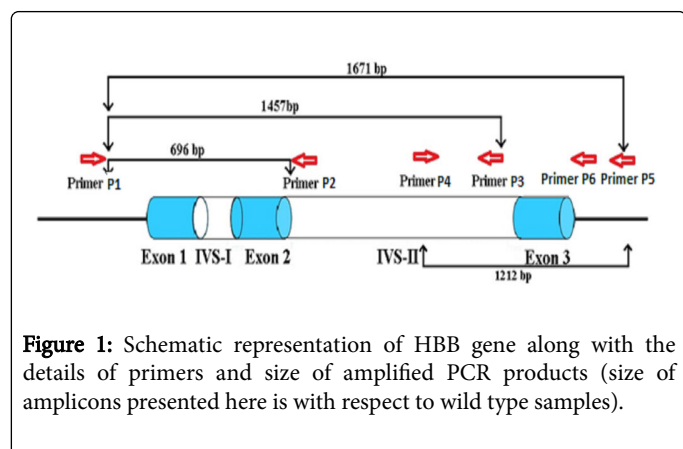 1671 bp
1457bp
696 bp
Primer P1
Primer P2
Primer P4
Primer P3
Primer P6
Primer P5
Exon 1 IVS-I Exon 2 IVS-II Exon 3
1212 bp
Figure 1: Schematic representation of HBB gene along with the
details of primers and size of amplified PCR products (size of
amplicons presented here is with respect to wild type samples).